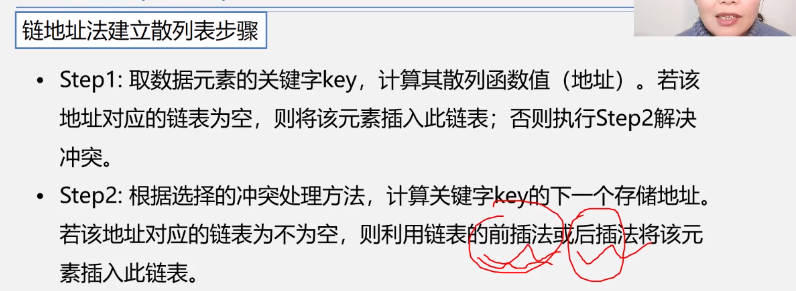 链地址法建立散列表步骤
• Step1: 取数据元素的关键字key，计算其散列函数值（地址）。若该
地址对应的链表为空，则将该元素插入此链表；否则执行Step2解决
冲突。
• Step2: 根据选择的冲突处理方法，计算关键字key的下一个存储地址。
若该地址对应的链表为不为空，则利用链表的前插法或后插法将该元
素插入此链表。